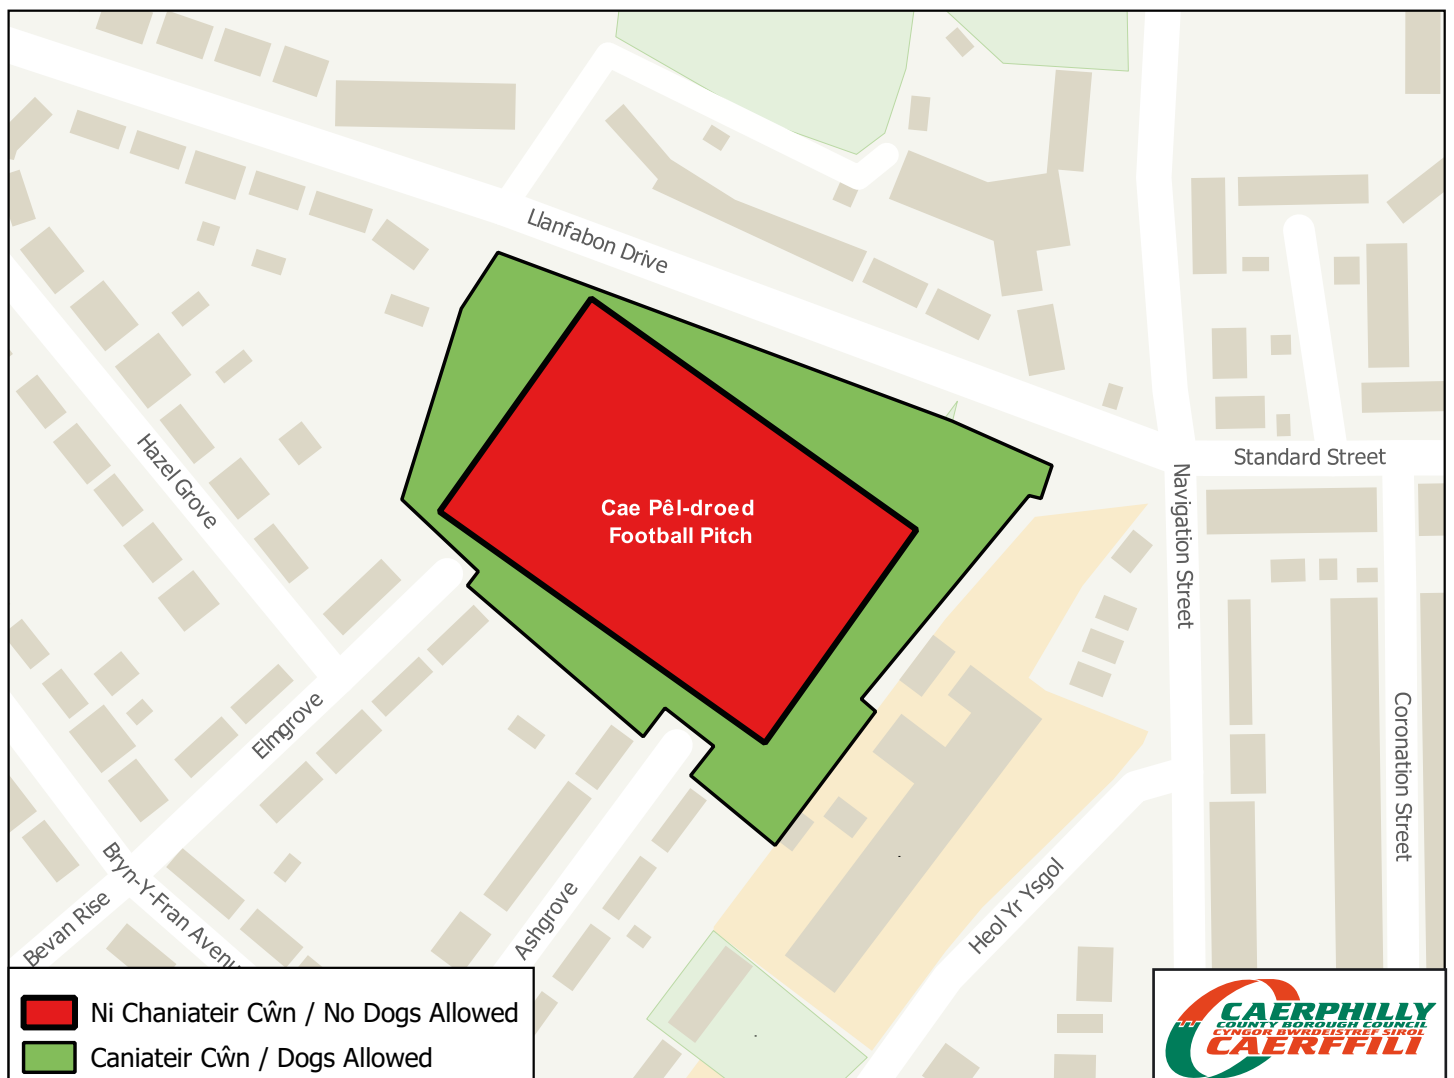 Llanfabon Drive
Standard Street
Hazel Grove
Navigation Street
Cae Pêl-droed
Football Pitch
Elmgrove
Coronation Street
Bryn-Y-Fran Avenu
Bevan Rise
Ashgrove
Heol Yr Ysgol
Ni Chaniateir Cŵn / No Dogs Allowed
Caniateir Cŵn / Dogs Allowed
CAERPHILLY
COUNTY BOROUGH COUNCIL
CYNGOR BWRDEISTREF SIROL
CAERFFILI